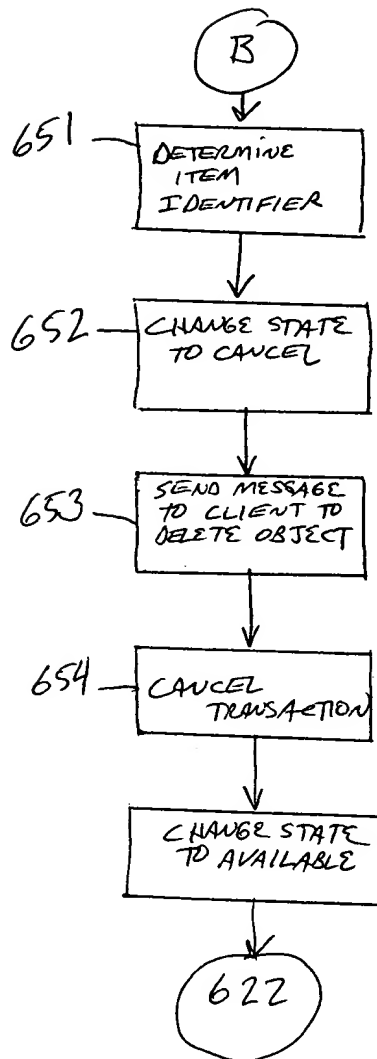 B
651
DETERMINE
ITEM
IDENTIFIER
652
CHANGE STATE
TO CANCEL
653
SEND MESSAGE
TO CLIENT TO
DELETE OBJECT
654
CANCEL
TRANSACTION
CHANGE STATE
TO AVAILABLE
622